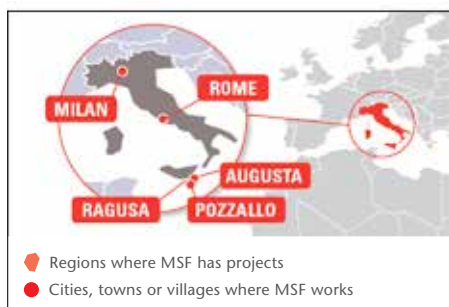 ROME
MILAN
AUGUSTA
RAGUSA
POZZALLO
Regions where MSF has projects
Cities, towns or villages where MSF works